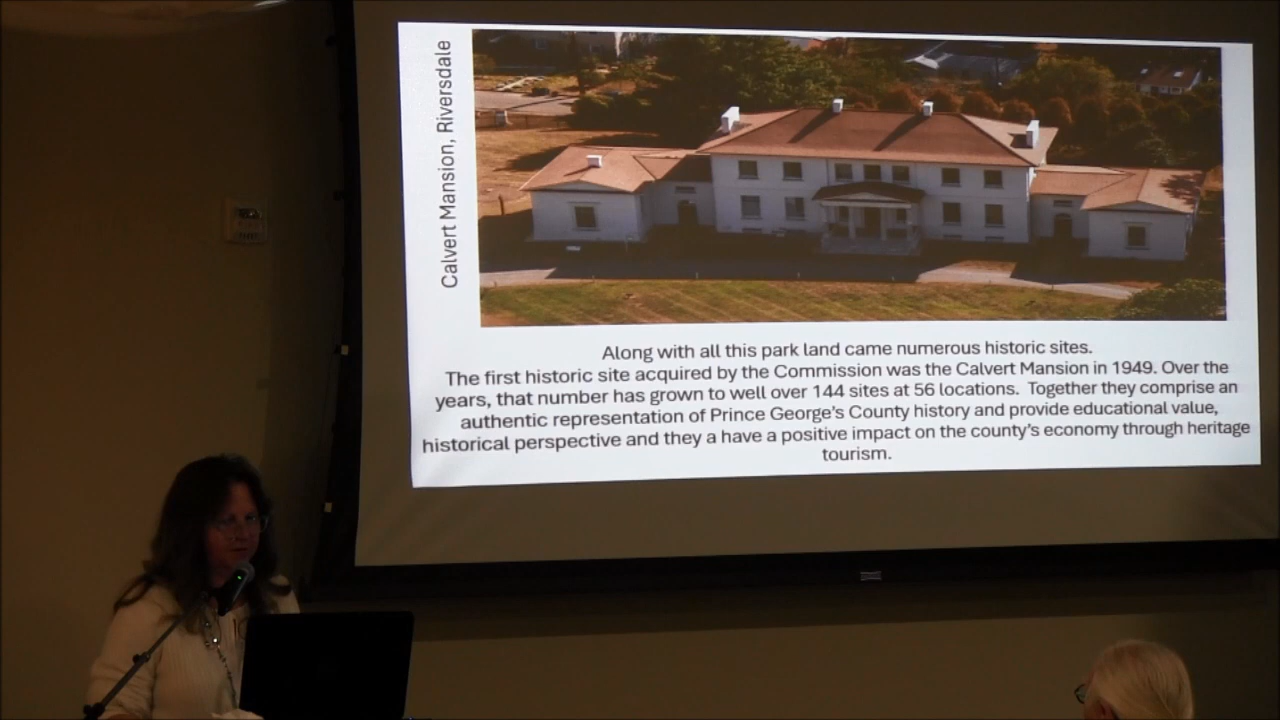 Calvert Mansion, Riversdale
Along with all this park land came numerous historic sites.
The first historic site acquired by the Commission was the Calvert Mansion in 1949. Over the
years, that number has grown to well over 144 sites at 56 locations. Together they comprise an
authentic representation of Prince George's County history and provide educational value,
historical perspective and they a have a positive impact on the county's economy through heritage
tourism.